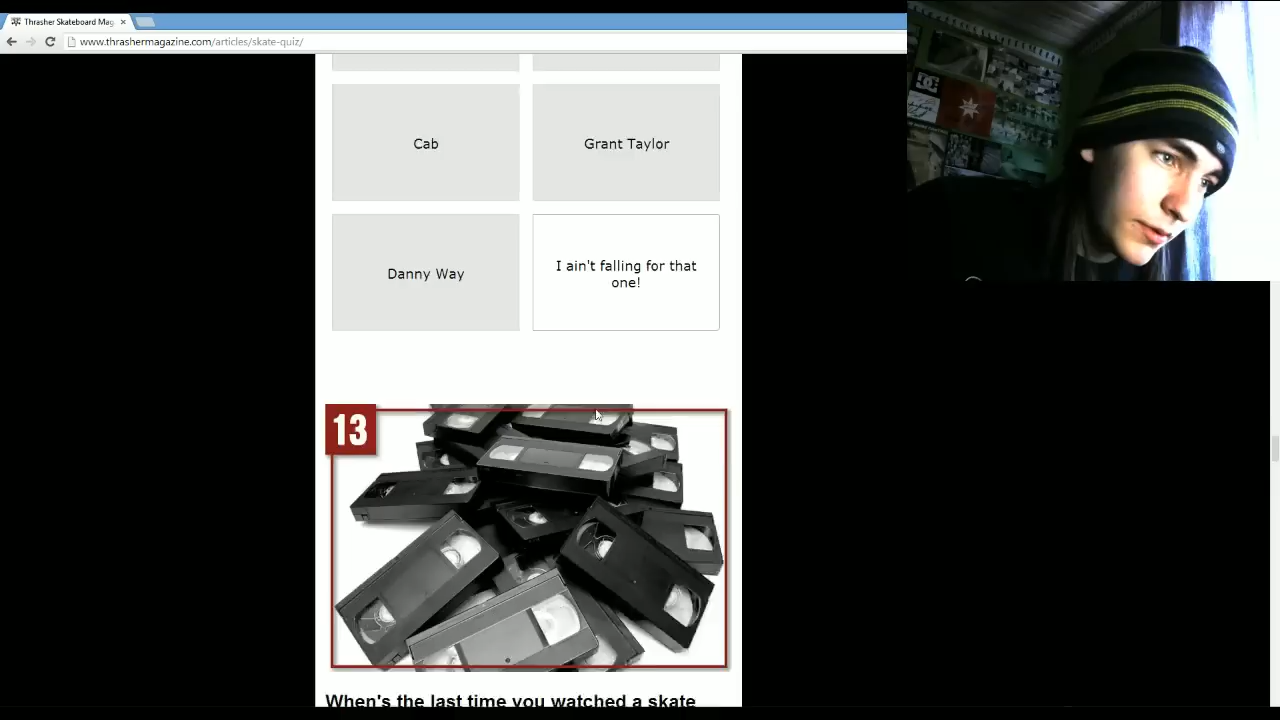 Thrasher Skateboard Mag
www.thrashermagazine.com/articles/skate-quiz/
Cab
Grant Taylor
Danny Way
I ain't falling for that
one!
13
When's the last time you watched a skate
DC